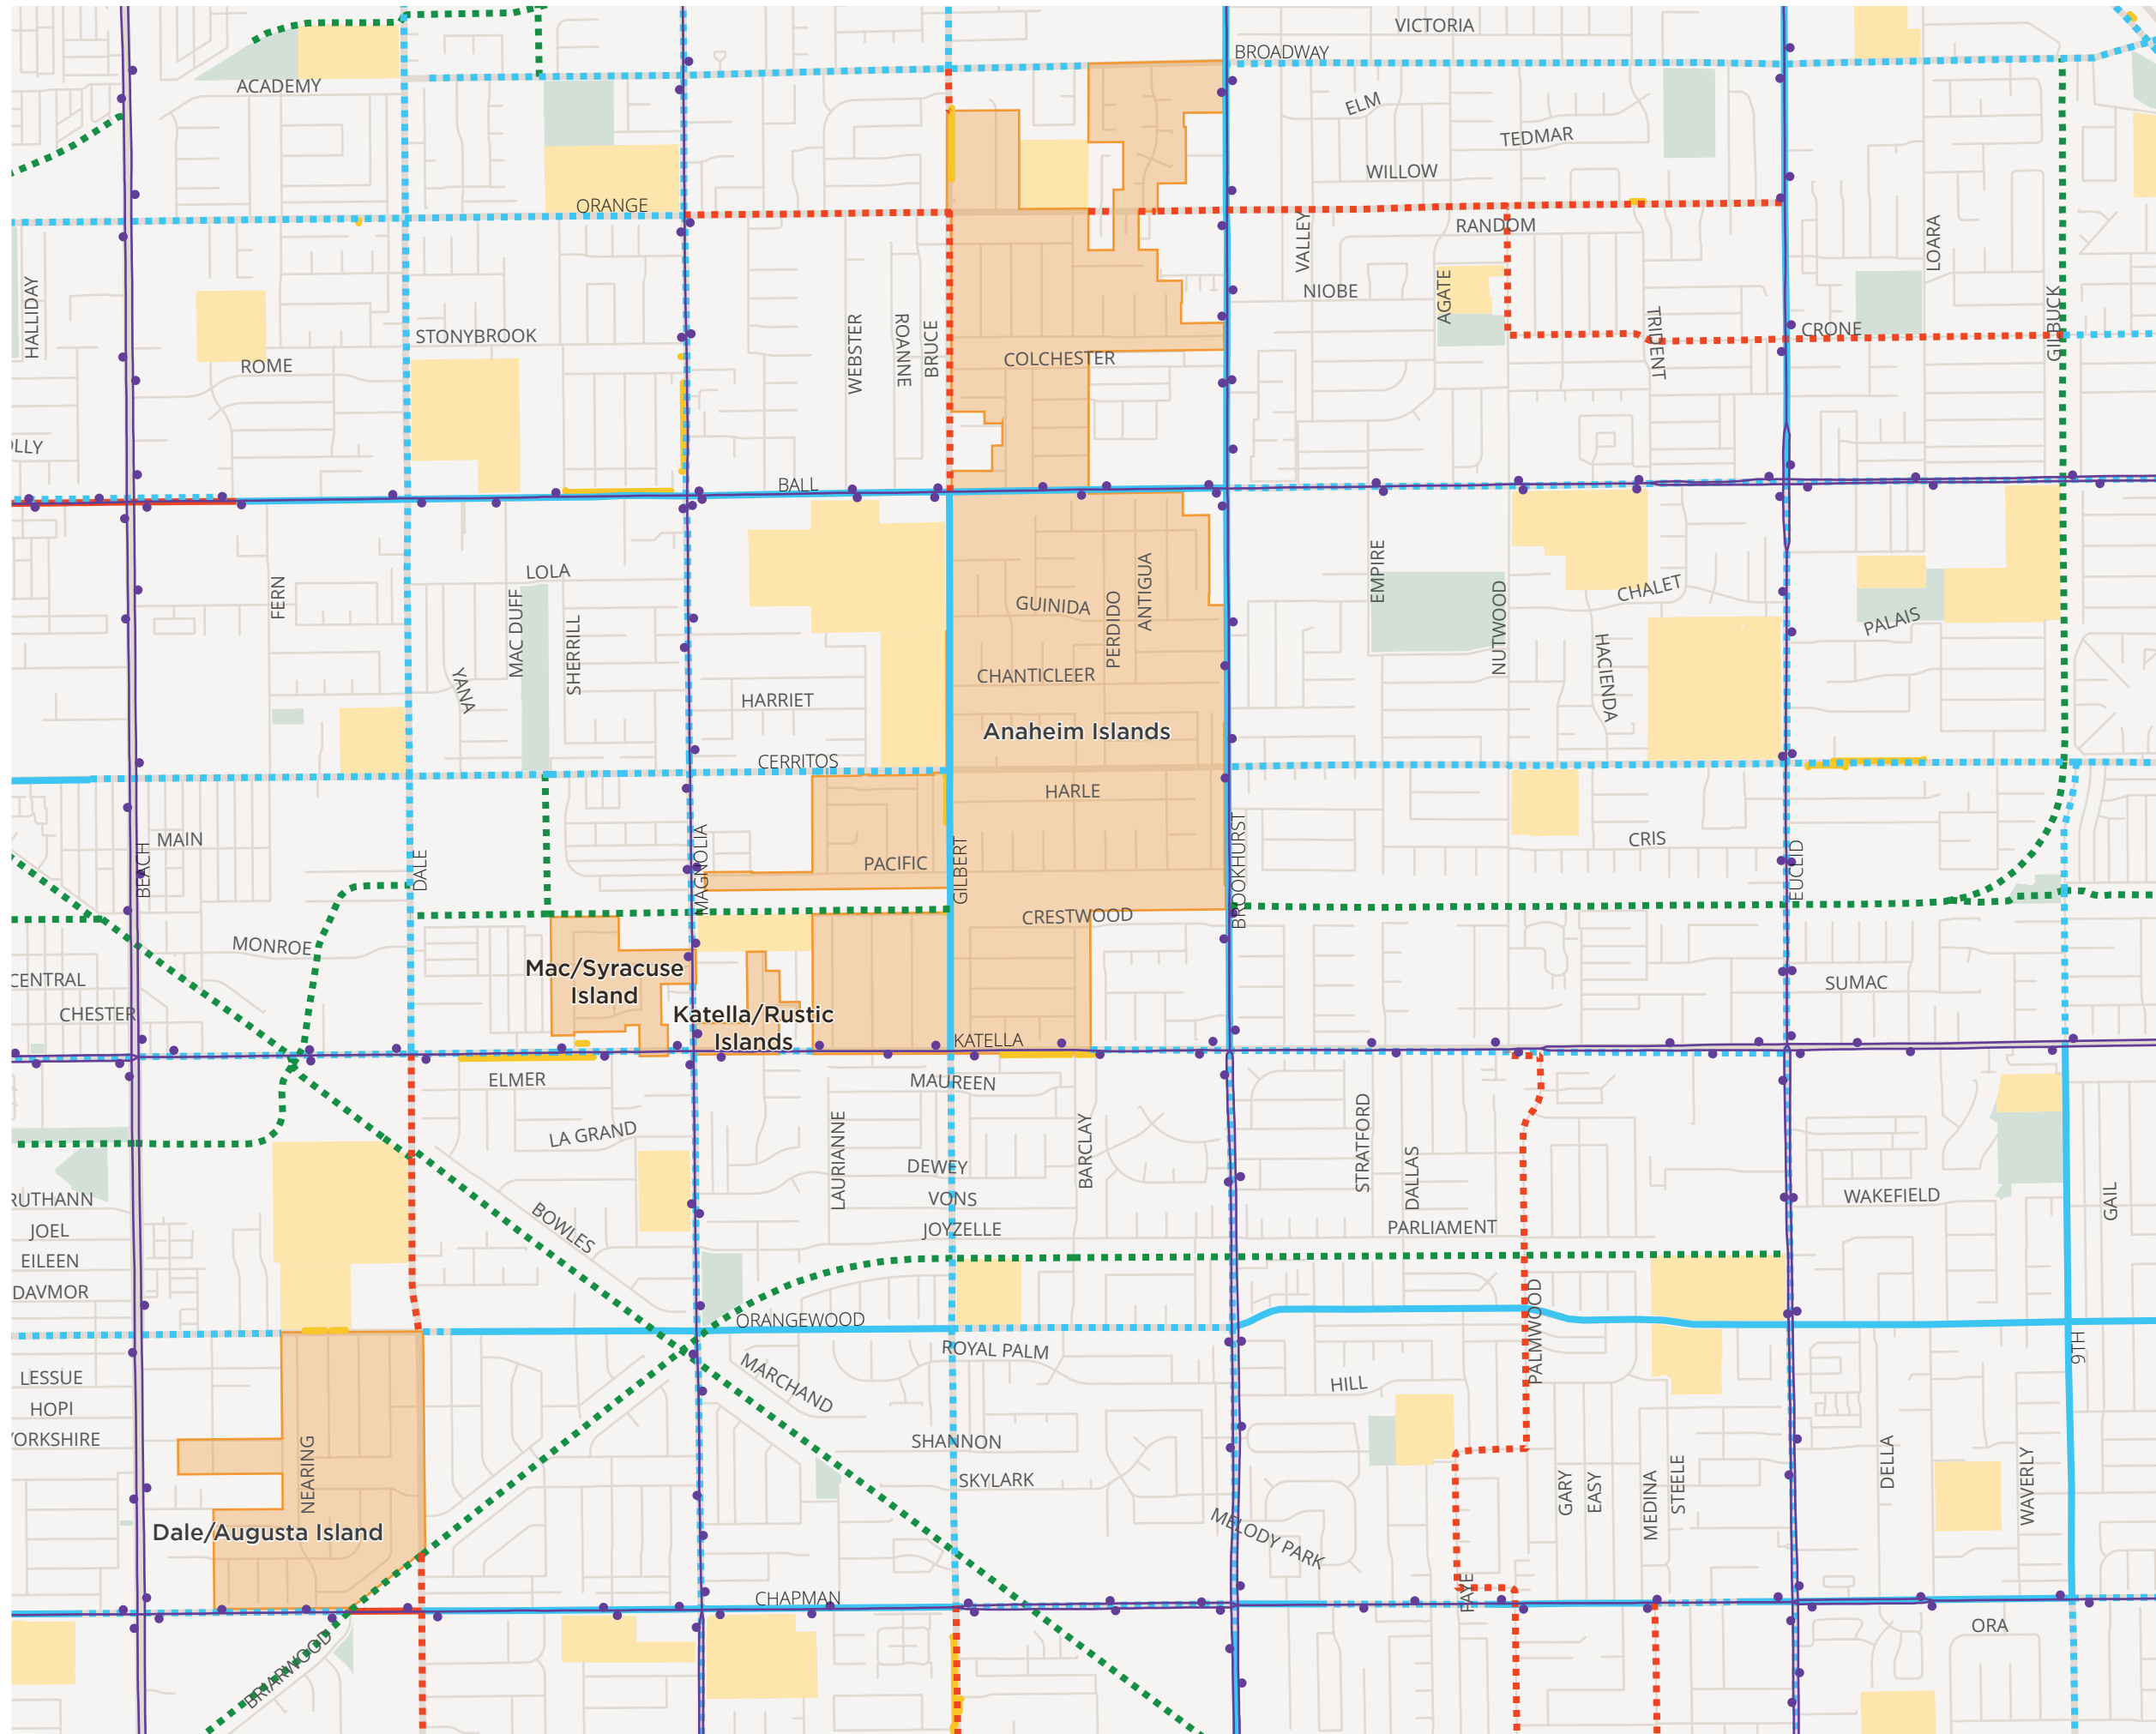 VICTORIA
BROADWAY
ACADEMY
ELM
TEDMAR
WILLOW
ORANGE
RANDOM
VALLEY
LOARA
HALLIDAY
NIOBE
AGATE
GILBUCK
STONYBROOK
WEBSTER
ROANNE
BRUCE
TRIDENT
CRONE
ROME
COLCHESTER
OLLY
BALL
LOLA
FERN
MAC DUFF
SHERRILL
GUINIDA
PERDIDO
ANTIGUA
EMPIRE
NUTWOOD
CHALET
PALAIS
YANA
CHANTICLEER
HACIENDA
HARRIET
Anaheim Islands
CERRITOS
HARLE
MAIN
BEACH
DALE
MAGNOLIA
PACIFIC
GILBERT
BROOKHURST
CRIS
EUCLID
CRESTWOOD
MONROE
Mac/Syracuse
Island
CENTRAL
SUMAC
CHESTER
Katella/Rustic
Islands
KATELLA
ELMER
MAUREEN
LA GRAND
LAURIANNE
BARCLAY
STRATFORD
DALLAS
DEWEY
RUTHANN
VONS
WAKEFIELD
GAIL
JOEL
BOWLES
JOYZELLE
PARLIAMENT
EILEEN
DAVMOR
ORANGEWOOD
PALMWOOD
9TH
ROYAL PALM
LESSUE
MARCHAND
HILL
HOPI
YORKSHIRE
NEARING
SHANNON
SKYLARK
GARY
EASY
MEDINA
STEELE
DELLA
WAVERLY
Dale/Augusta Island
MELODY PARK
CHAPMAN
FAYE
ORA
BRIARWOOD